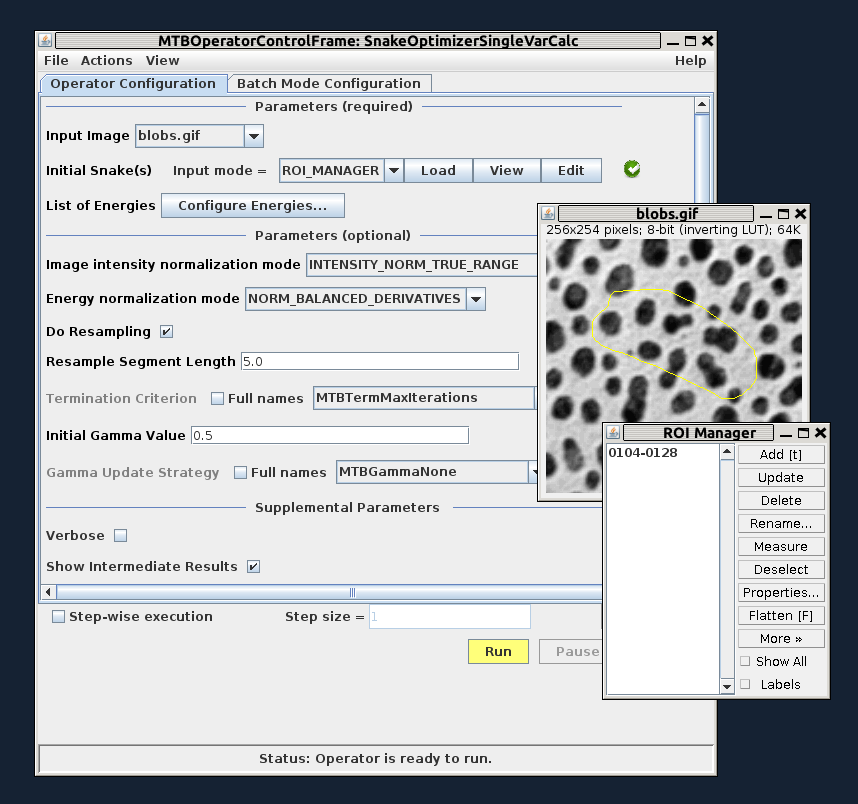 MTBOperatorControlFrame: SnakeOptimizerSingleVarCalc
File Actions View Help
Operator Configuration Batch Mode Configuration
Parameters (required)
Input Image blobs.gif
Initial Snake(s) Input mode = ROI_MANAGER Load View Edit
List of Energies Configure Energies...
Parameters (optional)
Image intensity normalization mode INTENSITY_NORM_TRUE_RANGE
Energy normalization mode NORM_BALANCED_DERIVATIVES
Do Resampling
Resample Segment Length 5.0
Termination Criterion Full names MTBTermMaxIterations
Initial Gamma Value 0.5
Gamma Update Strategy Full names MTBGammaNone
Supplemental Parameters
Verbose
Show Intermediate Results
Step-wise execution Step size = 1
Run Pause
Status: Operator is ready to run.
blobs.gif
256x254 pixels; 8-bit (inverting LUT); 64K
ROI Manager
0104-0128
Add [t]
Update
Delete
Rename...
Measure
Deselect
Properties...
Flatten [F]
More »
Show All
Labels